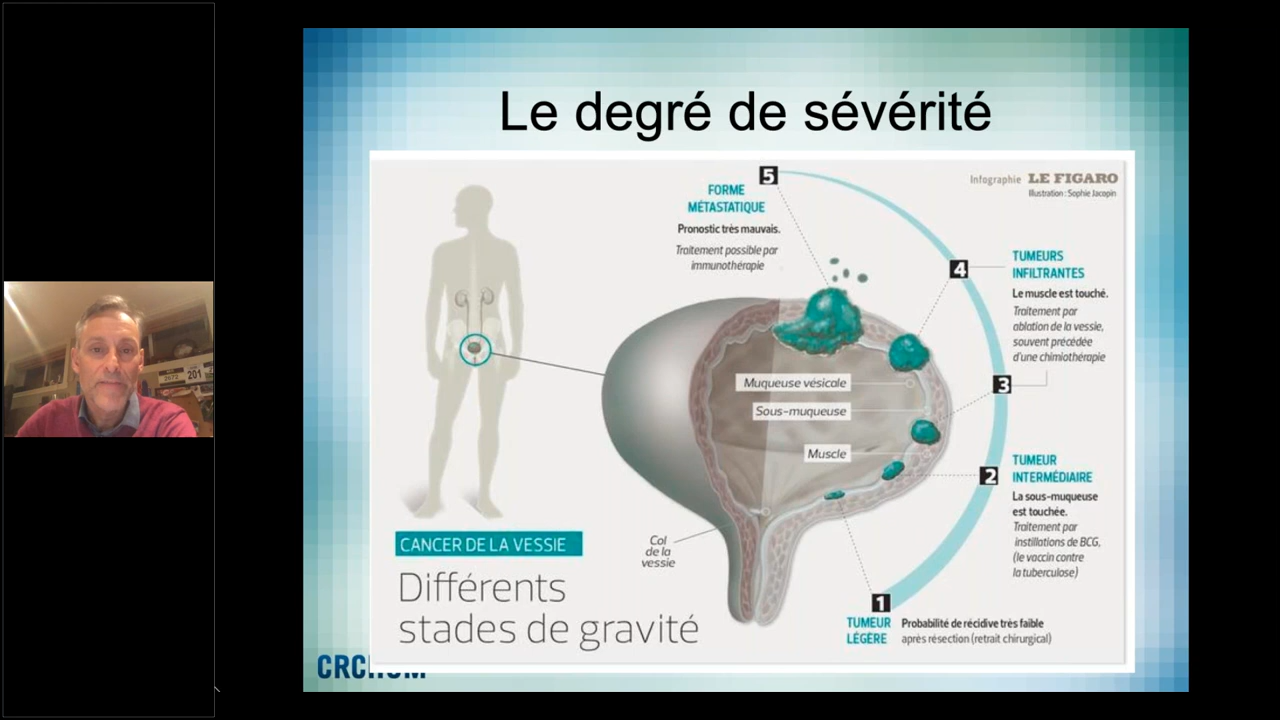 Le degré de sévérité
5
FORME
MÉTASTATIQUE
Pronostic très mauvais.
Traitement possible par
immunothérapie
Infographie LE FIGARO
Illustration : Sophie Jacopin
4
TUMEURS
INFILTRANTES
Le muscle est touché.
Traitement par
ablation de la vessie,
souvent précédée
d'une chimiothérapie
3
Muqueuse vésicale
Sous-muqueuse
Muscle
2
TUMEUR
INTERMÉDIAIRE
La sous-muqueuse
est touchée.
Traitement par
instillations de BCG,
(le vaccin contre
la tuberculose)
Col
de la
vessie
1
TUMEUR
LÉGÈRE
Probabilité de récidive très faible
après résection (retrait chirurgical)
CANCER DE LA VESSIE
Différents
stades de gravité
201